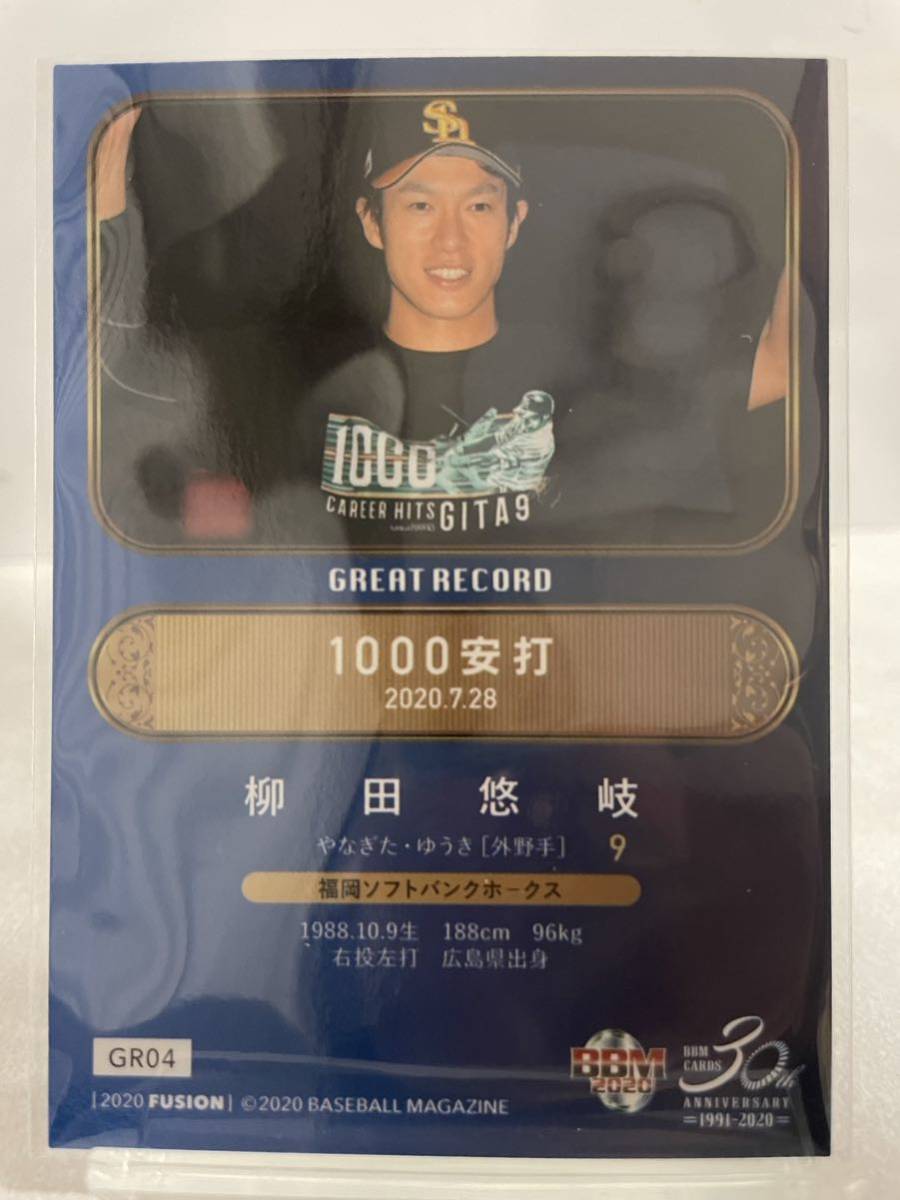 SH
1000
CAREER HITS GITA9
GREAT RECORD
1000安打
2020.7.28
柳田悠岐
やなぎた・ゆうき［外野手］ 9
福岡ソフトバンクホークス
1988.10.9生 188cm 96kg
右投左打 広島県出身
GR04
BBM
2020
BBM
CARDS
30th
ANNIVERSARY
=1991-2020=
|2020 FUSION| ©2020 BASEBALL MAGAZINE